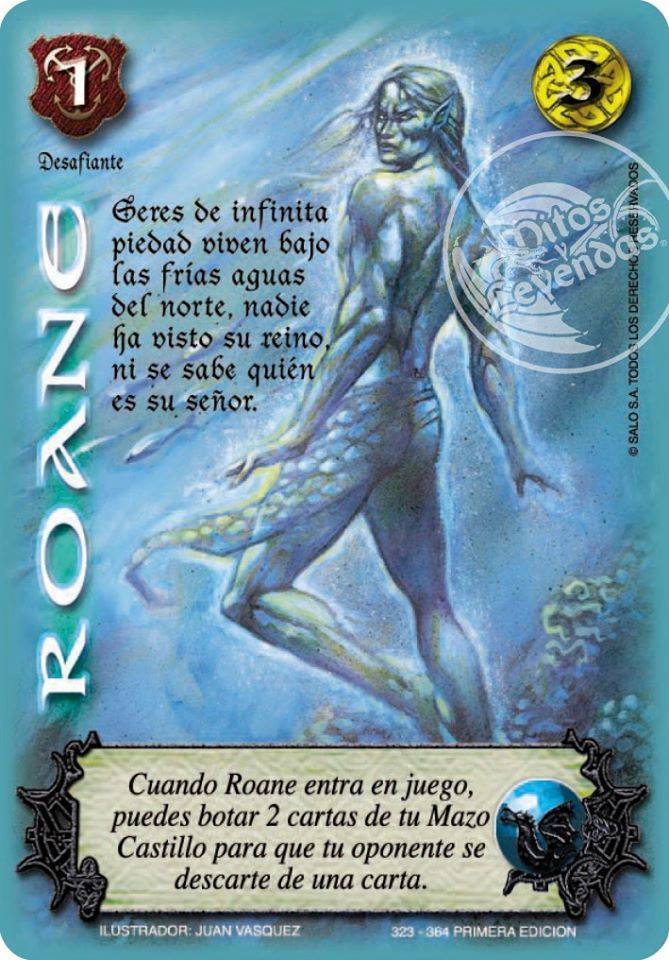 1
3
Desafiante
ROANE
Seres de infinita
piedad viven bajo
las frías aguas
del norte, nadie
ha visto su reino,
ni se sabe quién
es su señor.
Mitos
y
Leyendas
© SALO S.A. TODOS LOS DERECHOS RESERVADOS
Cuando Roane entra en juego,
puedes botar 2 cartas de tu Mazo
Castillo para que tu oponente se
descarte de una carta.
ILUSTRADOR: JUAN VASQUEZ 323 - 364 PRIMERA EDICION